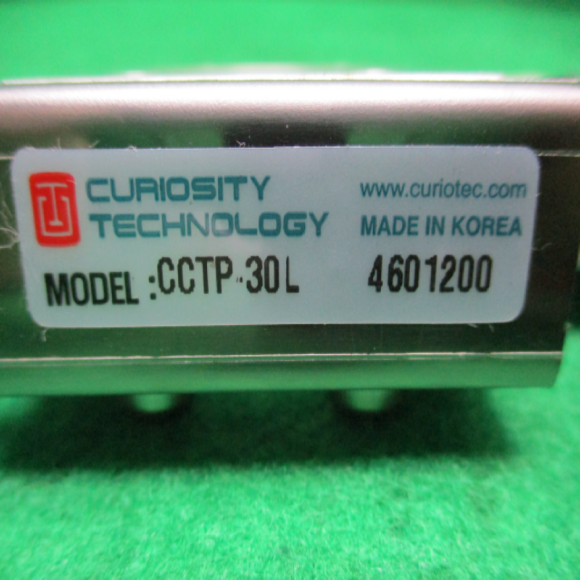 CURIOSITY
TECHNOLOGY
www.curiotec.com
MADE IN KOREA
MODEL :CCTP-30L 4601200